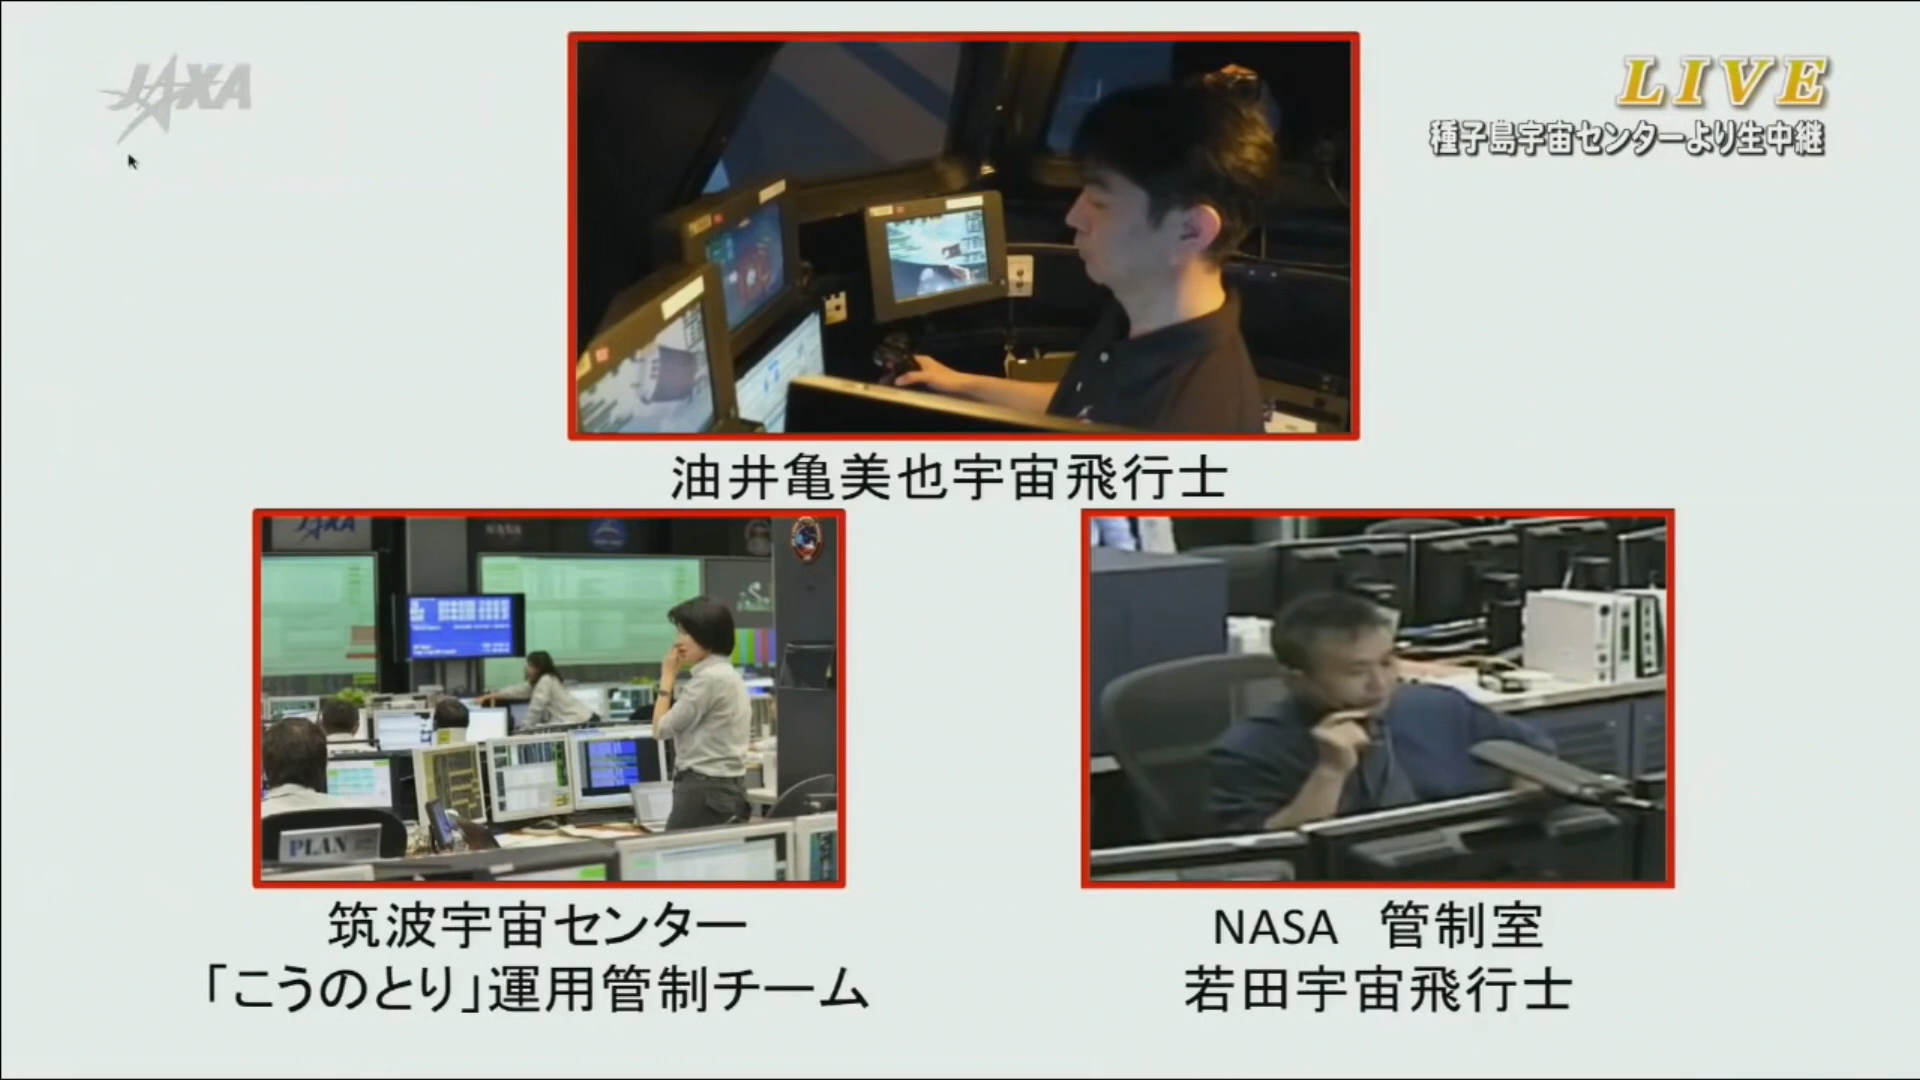 JAXA
LIVE
種子島宇宙センターより生中継
油井亀美也宇宙飛行士
JAXA
NASA
PLAN
筑波宇宙センター
「こうのとり」運用管制チーム
NASA 管制室
若田宇宙飛行士